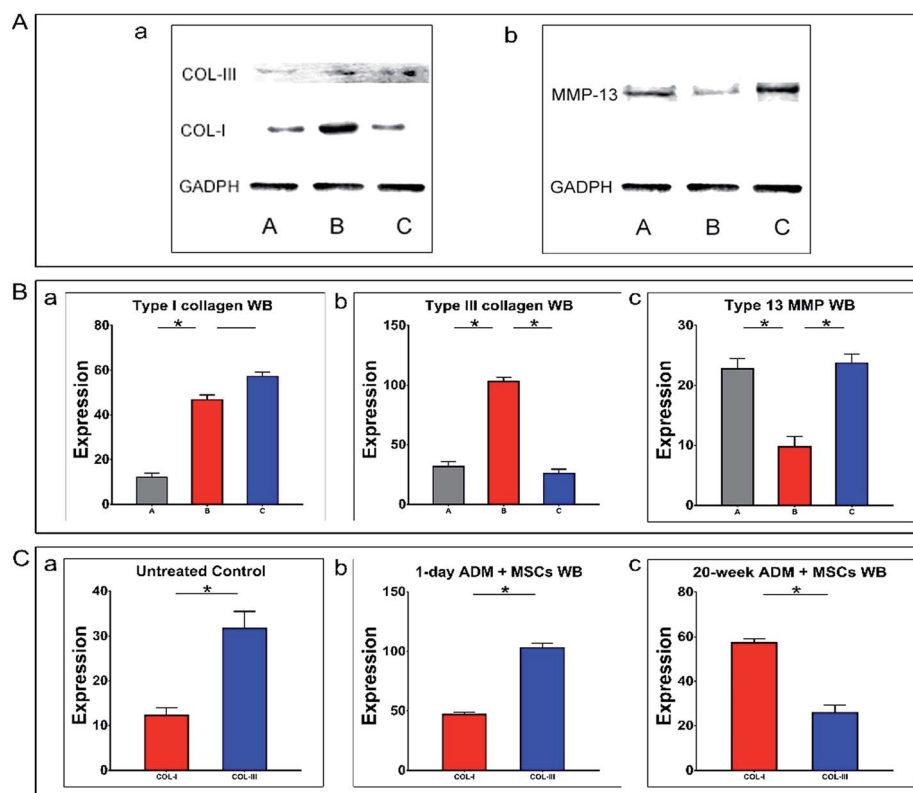 A
a
COL-III
COL-I
GADPH
A B C
b
MMP-13
GADPH
A B C
B
a
Type I collagen WB
*
Expression
80
60
40
20
0
A B C
b
Type III collagen WB
* *
Expression
150
100
50
0
A B C
c
Type 13 MMP WB
* *
Expression
30
20
10
0
A B C
C
a
Untreated Control
*
Expression
40
30
20
10
0
COL-I COL-III
b
1-day ADM + MSCs WB
*
Expression
150
100
50
0
COL-I COL-III
c
20-week ADM + MSCs WB
*
Expression
80
60
40
20
0
COL-I COL-III